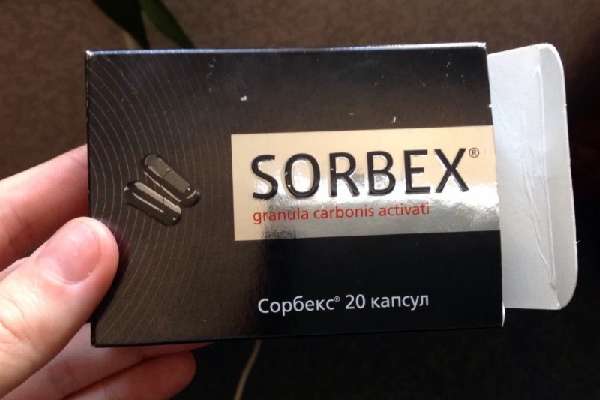 SORBEX®
granula carbonis activati
Сорбекс® 20 капсул